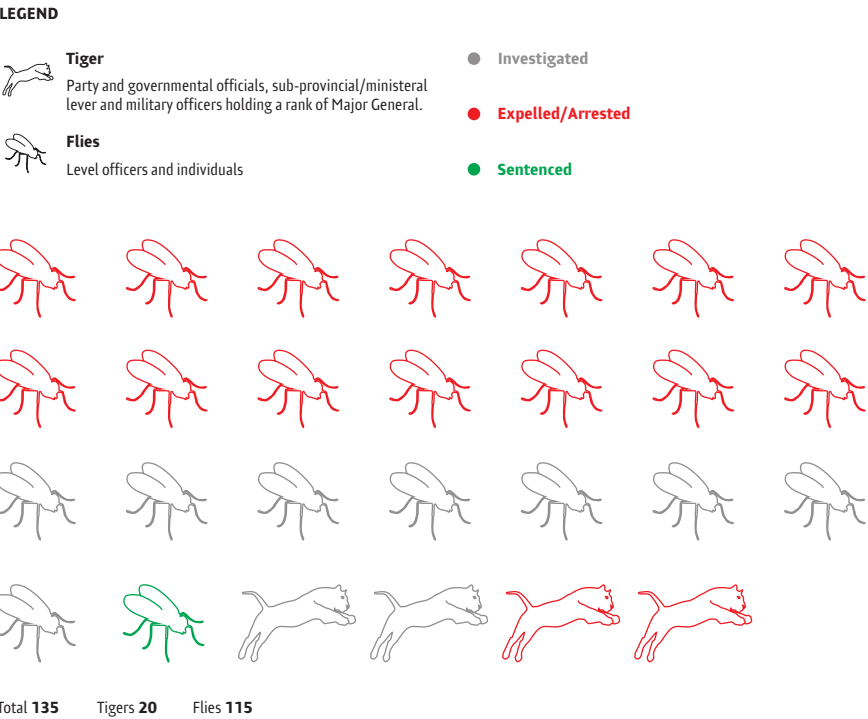 LEGEND
Tiger
Party and governmental officials, sub-provincial/ministeral
lever and military officers holding a rank of Major General.
Flies
Level officers and individuals
Investigated
Expelled/Arrested
Sentenced
Total 135 Tigers 20 Flies 115